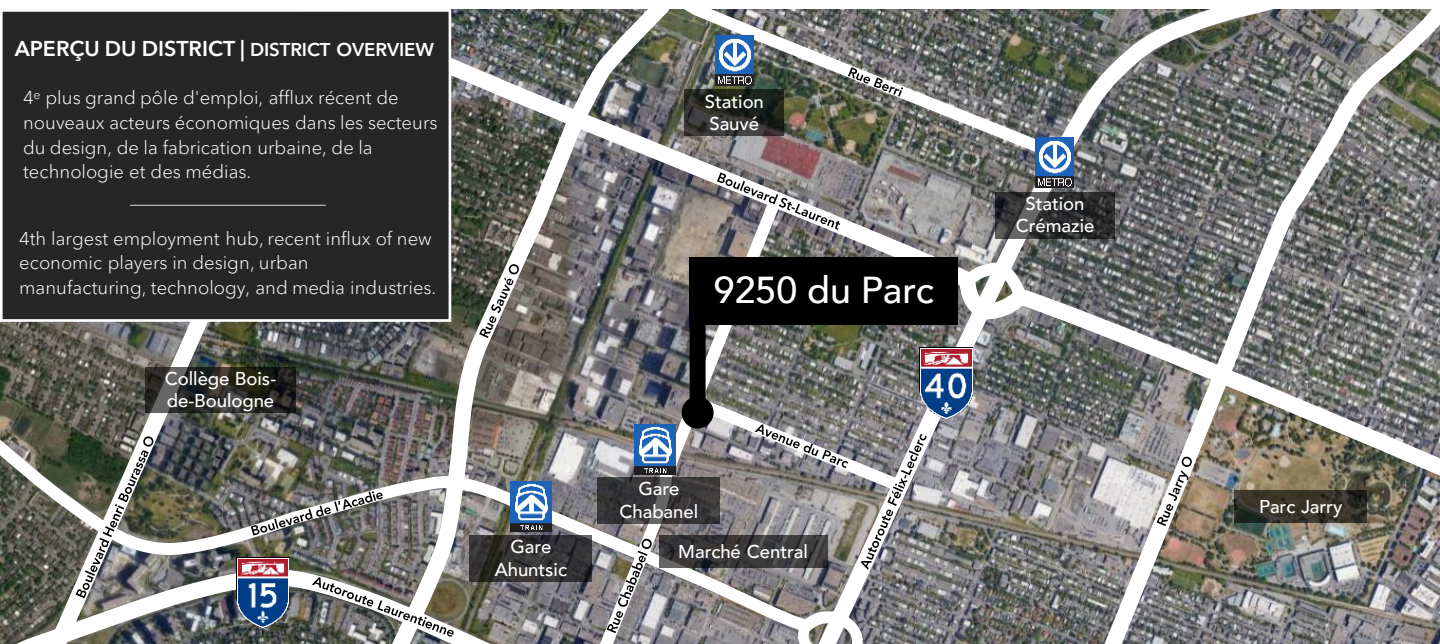 APERÇU DU DISTRICT | DISTRICT OVERVIEW
4e plus grand pôle d'emploi, afflux récent de
nouveaux acteurs économiques dans les secteurs
du design, de la fabrication urbaine, de la
technologie et des médias.
4th largest employment hub, recent influx of new
economic players in design, urban
manufacturing, technology, and media industries.
METRO
Station
Sauvé
Rue Berri
METRO
Station
Crémazie
Boulevard St-Laurent
Rue Sauvé O
9250 du Parc
40
Collège Bois-
de-Boulogne
Avenue du Parc
TRAIN
Gare
Chabanel
TRAIN
Gare
Ahuntsic
Marché Central
Autoroute Félix-Leclerc
Rue Jarry O
Parc Jarry
Boulevard Henri Bourassa O
Boulevard de l'Acadie
15
Autoroute Laurentienne
Rue Chababel O